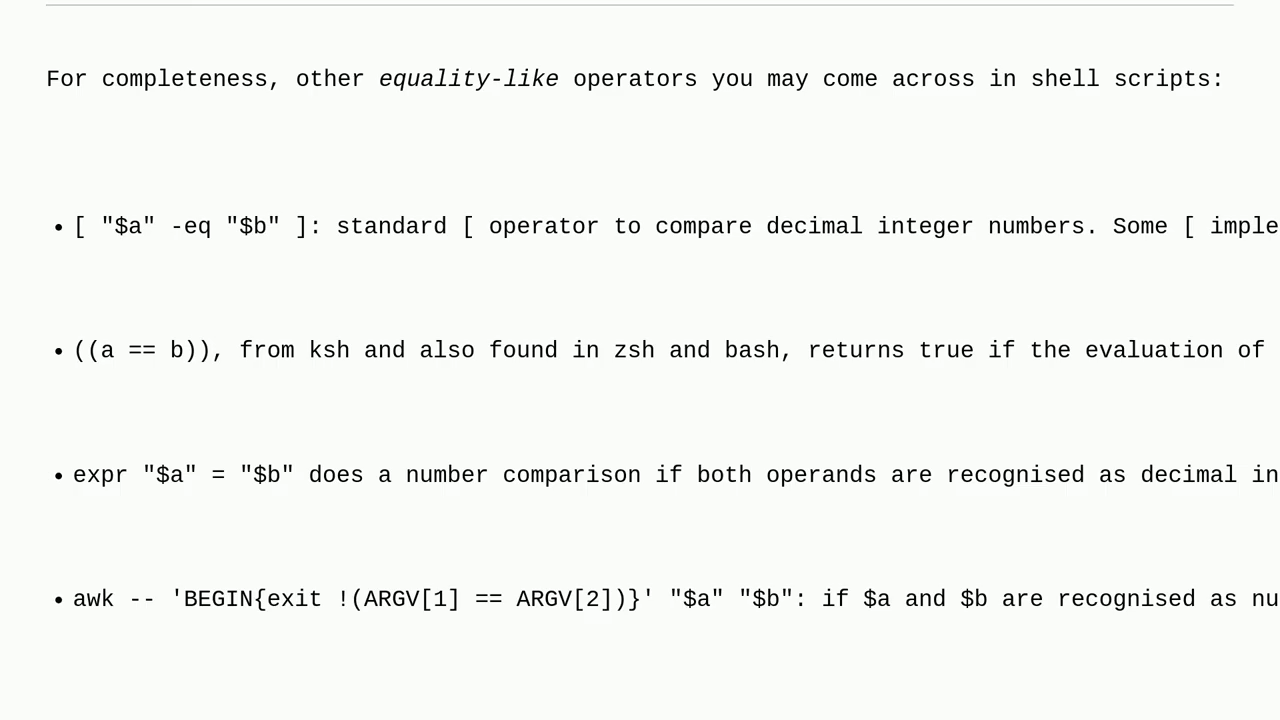 For completeness, other equality-like operators you may come across in shell scripts:
• [ "$a" -eq "$b" ]: standard [ operator to compare decimal integer numbers. Some [ imple
• ((a == b)), from ksh and also found in zsh and bash, returns true if the evaluation of
• expr "$a" = "$b" does a number comparison if both operands are recognised as decimal in
• awk -- 'BEGIN{exit !(ARGV[1] == ARGV[2])}' "$a" "$b": if $a and $b are recognised as nu